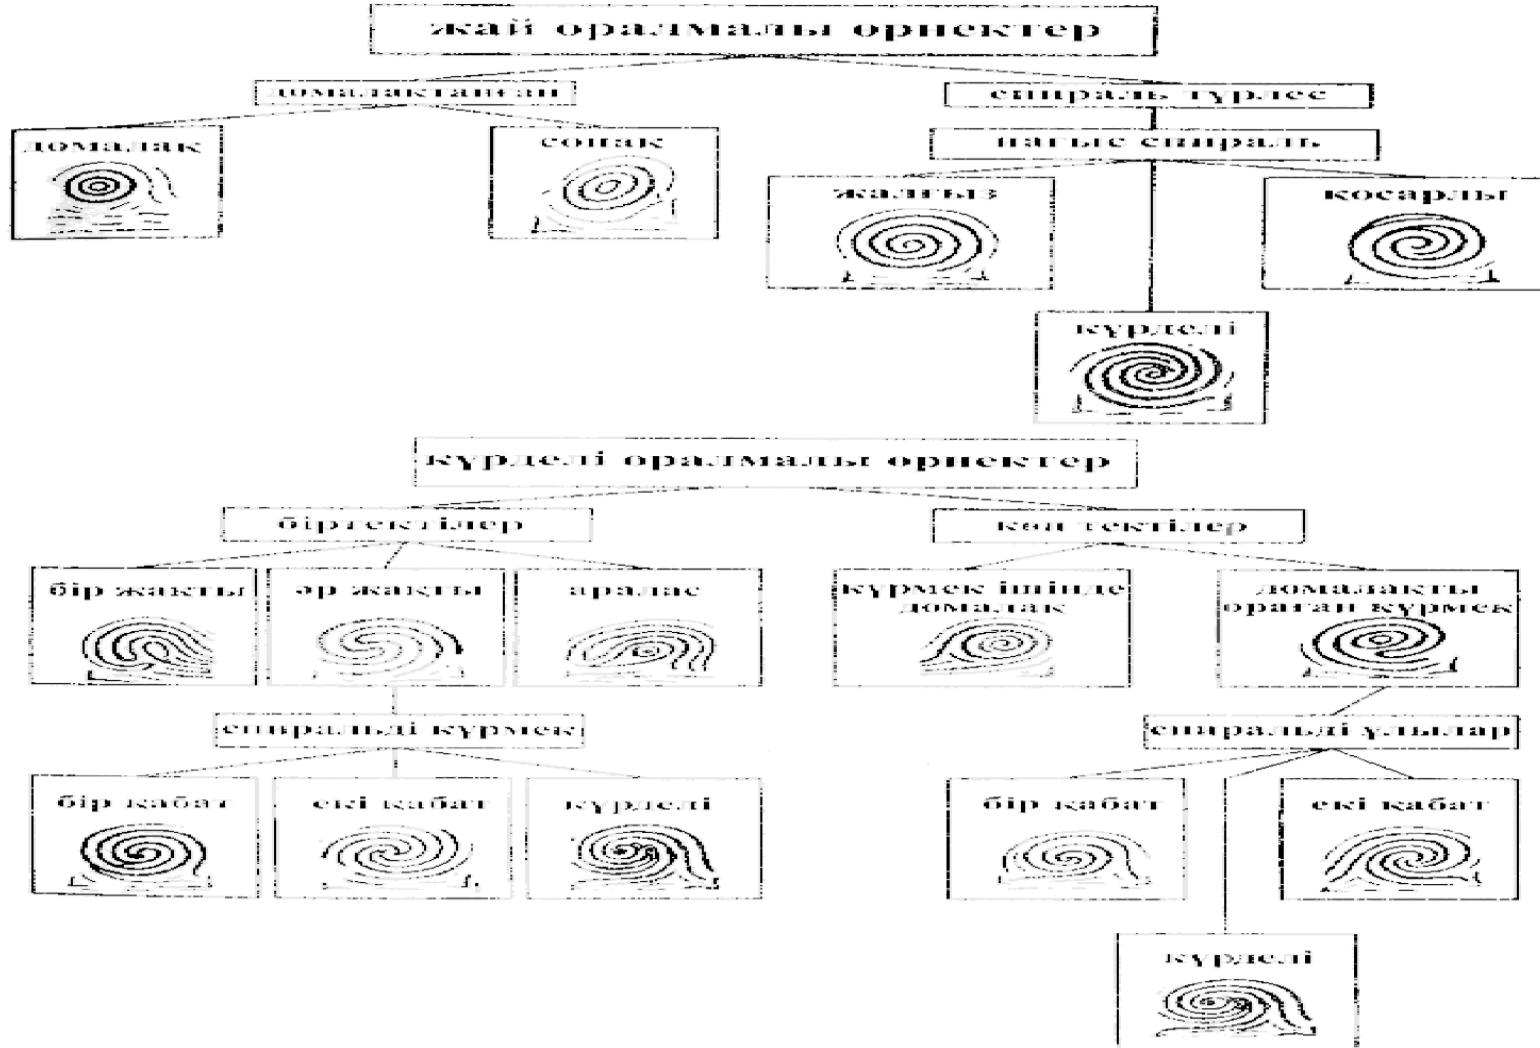 жай оралмалы өрнектер
домалақтанған
спираль түрлес
домалақ
сопақ
нағыс спираль
жалғыз
қосарлы
күрделі
күрделі оралмалы өрнектер
біртектілер
көп тектілер
бір жақты
әр жақты
аралас
күрмек ішінде
домалақ
домалақты
ораған күрмек
спиральді күрмек
спиральді ұлылар
бір қабат
екі қабат
күрделі
бір қабат
екі қабат
күрделі